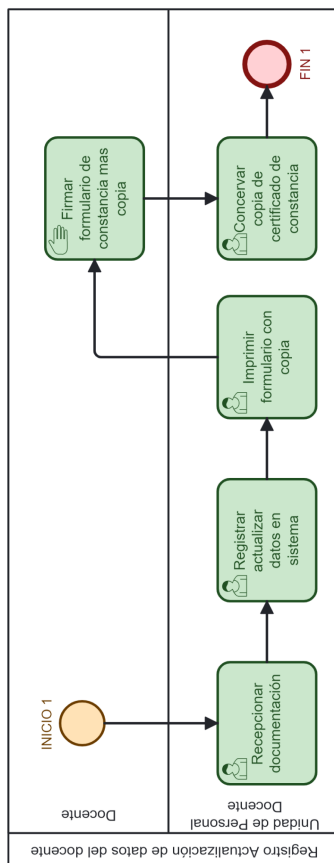 Registro Actualización de datos del docente
Docente
Unidad de Personal
Docente
INICIO 1
Recepcionar
documentación
Registrar
actualizar
datos en
sistema
Imprimir
formulario con
copia
Firmar
formulario de
constancia mas
copia
Concervar
copia de
certificado de
constancia
FIN 1